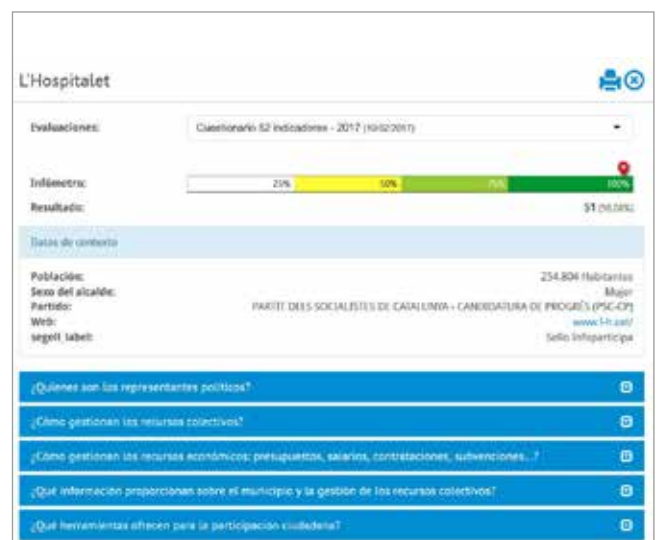 L'Hospitalet
Evaluaciones: Cuestionario 52 indicadores - 2017 (10/02/2017)
Infómetro: 25% 50% 75% 100%
Resultado: 51
Datos de contexto
Población: 254.804 Habitantes
Sexo del alcalde: Mujer
Partido: PARTIT DELS SOCIALISTES DE CATALUNYA - CANDIDATURA DE PROGRÉS (PSC-CP)
Web: www.l-h.cat/
segell_label: Sello Infoparticipa
¿Quienes son los representantes políticos?
¿Cómo gestionan los recursos colectivos?
¿Cómo gestionan los recursos económicos: presupuestos, salarios, contrataciones, subvenciones...?
¿Qué información proporcionan sobre el municipio y la gestión de los recursos colectivos?
¿Qué herramientas ofrecen para la participación ciudadana?